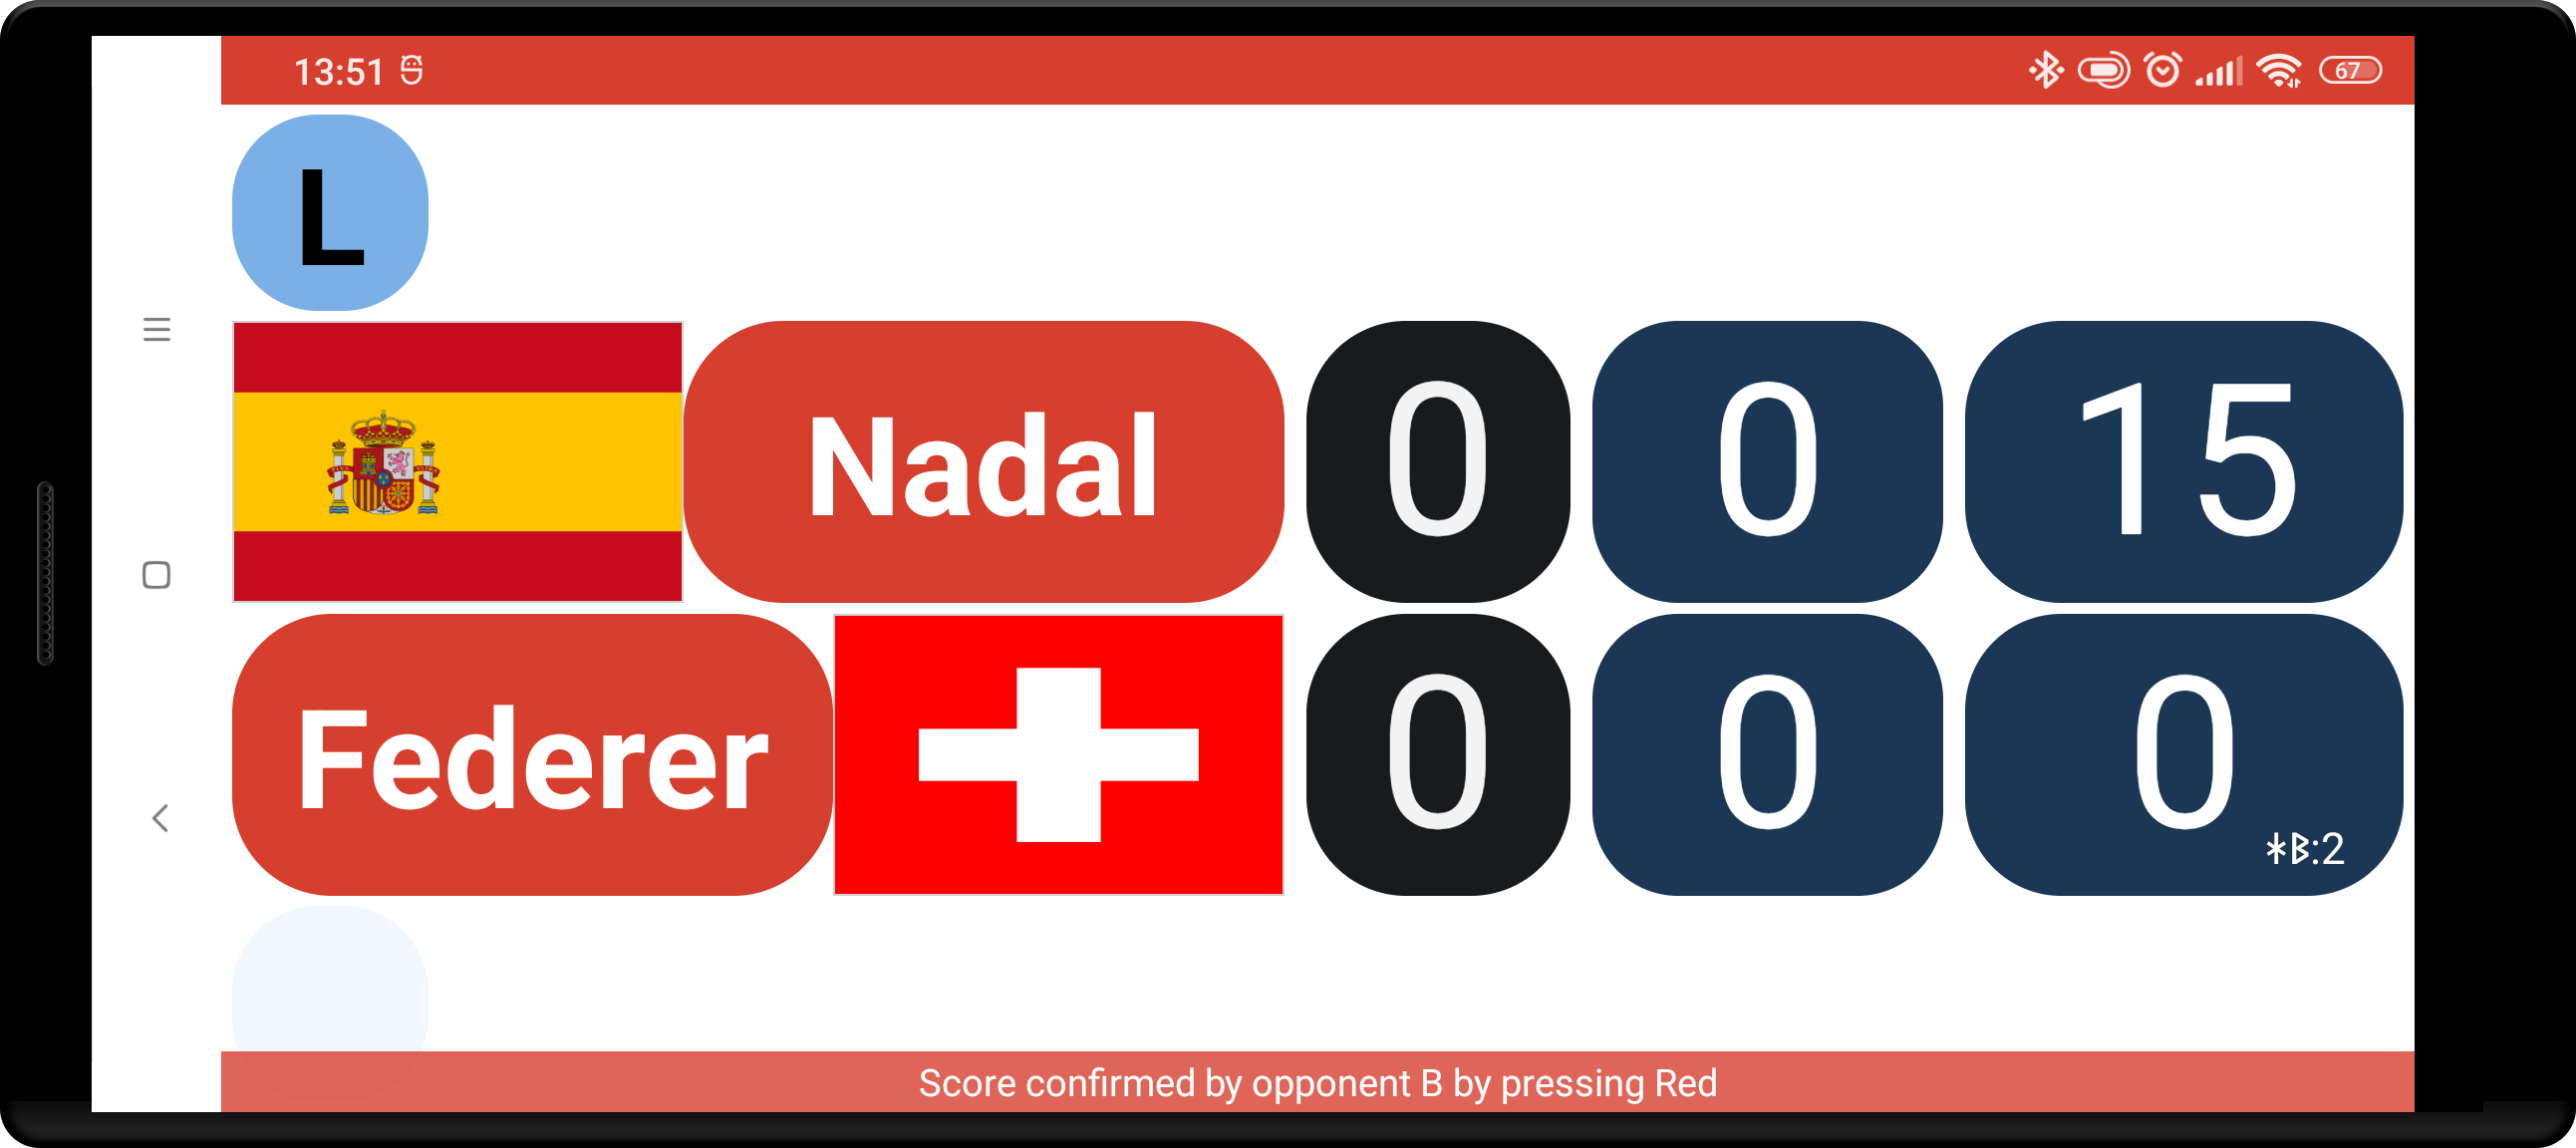 13:51 67
L
Nadal 0 0 15
Federer 0 0 0
:2
Score confirmed by opponent B by pressing Red